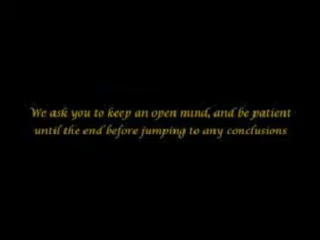 We ask you to keep an open mind, and be patient
until the end before jumping to any conclusions